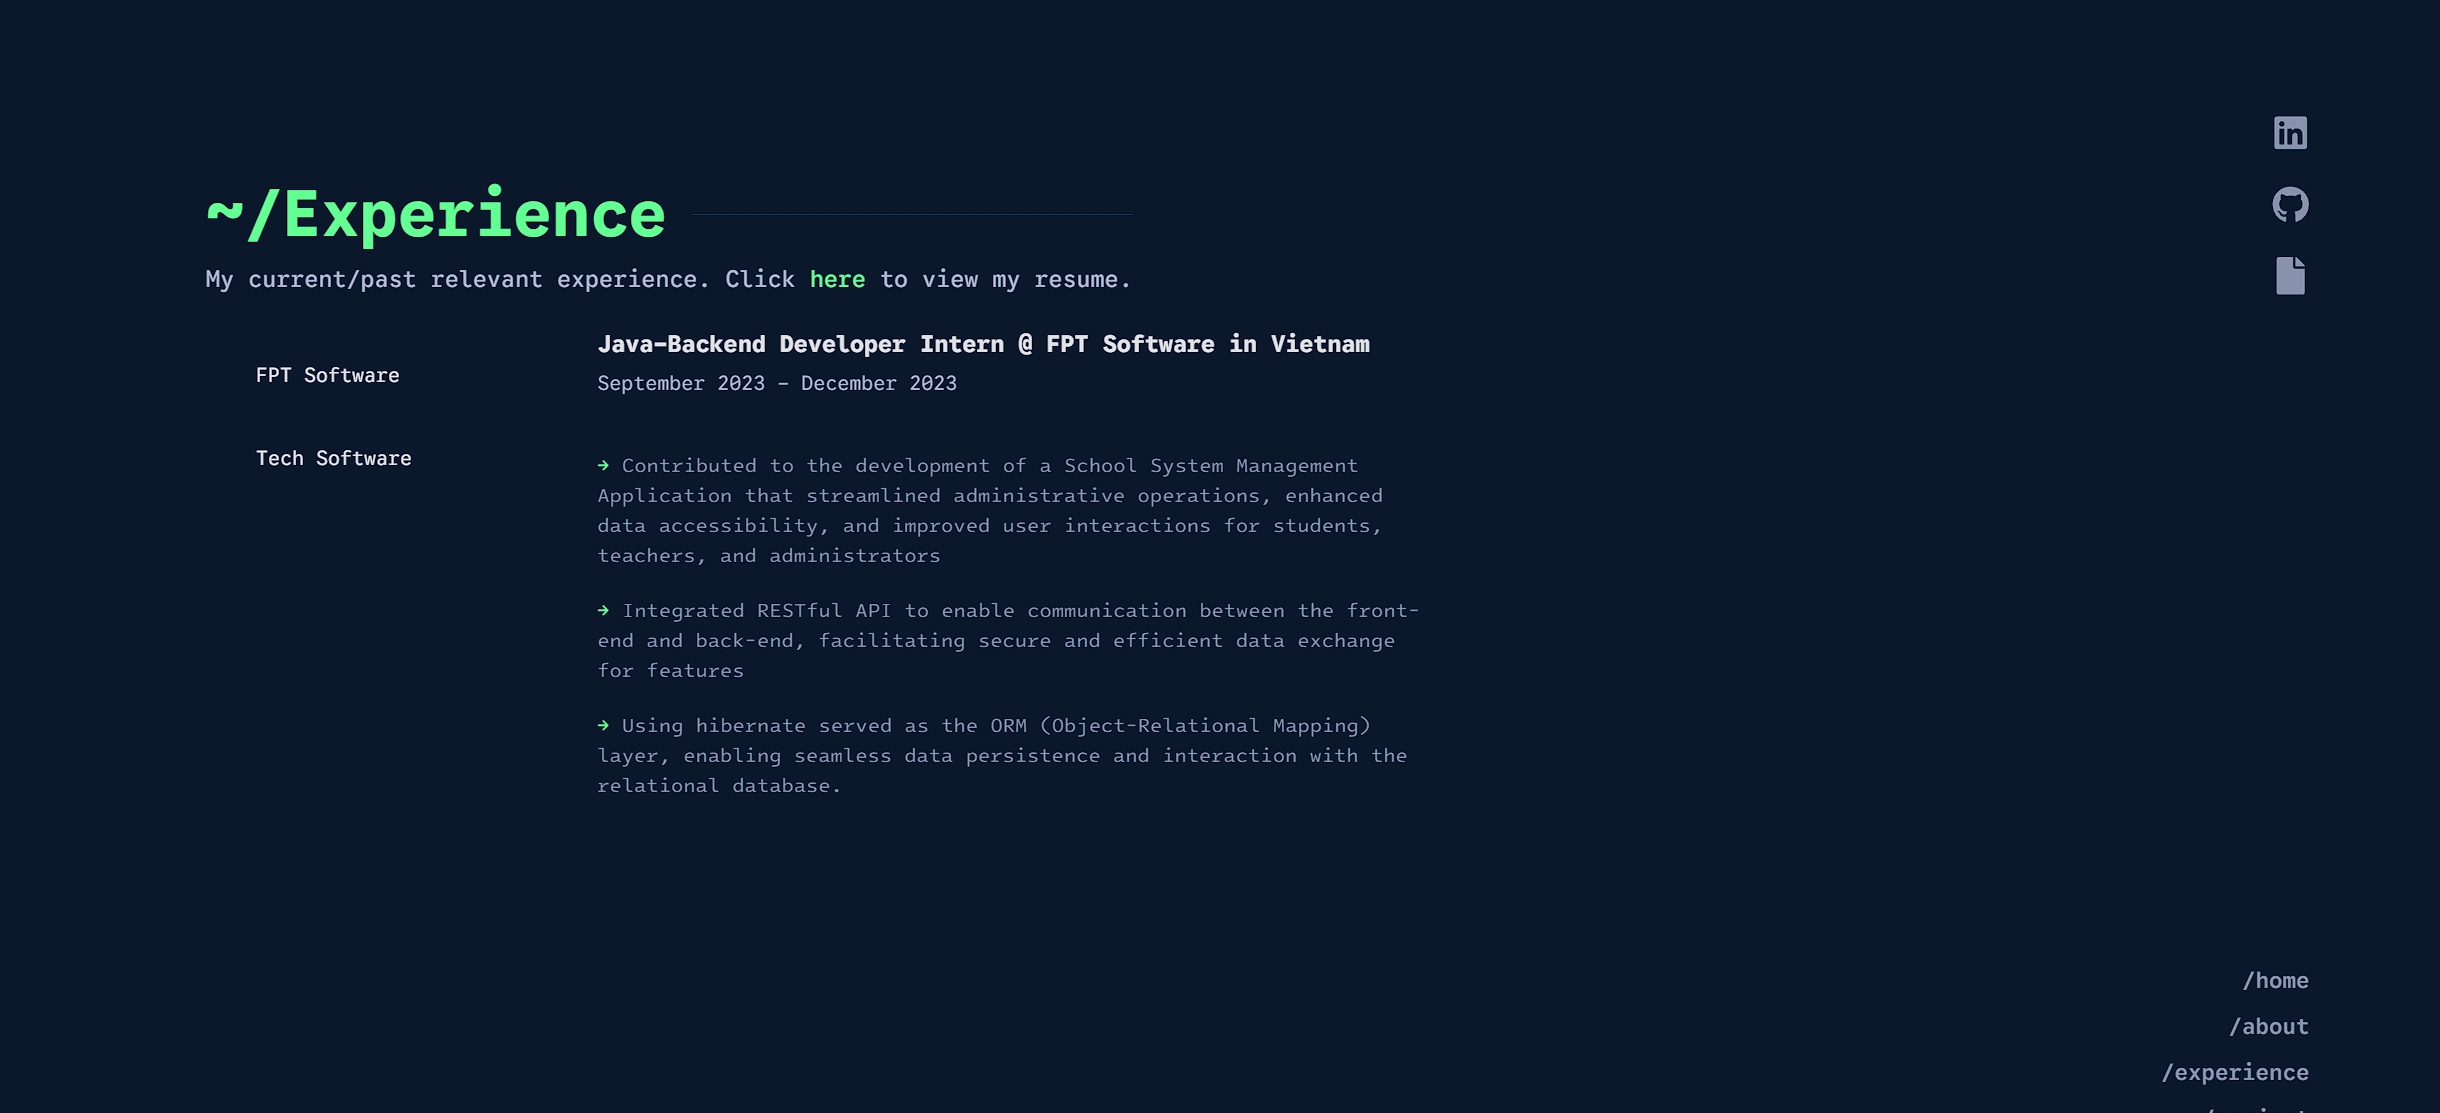 ~/Experience
My current/past relevant experience. Click here to view my resume.
FPT Software
Tech Software
Java-Backend Developer Intern @ FPT Software in Vietnam
September 2023 - December 2023
→ Contributed to the development of a School System Management
Application that streamlined administrative operations, enhanced
data accessibility, and improved user interactions for students,
teachers, and administrators
→ Integrated RESTful API to enable communication between the front-
end and back-end, facilitating secure and efficient data exchange
for features
→ Using hibernate served as the ORM (Object-Relational Mapping)
layer, enabling seamless data persistence and interaction with the
relational database.
in
/home
/about
/experience